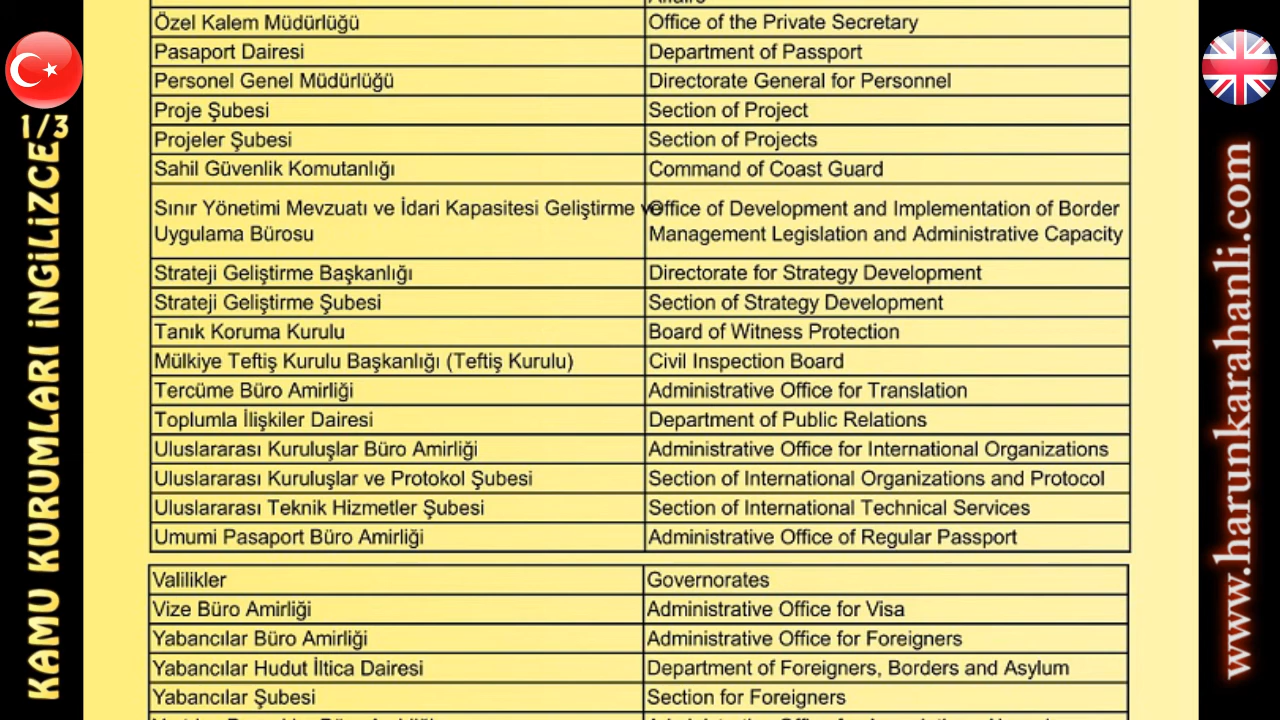 KAMU KURUMLARI İNGİLİZCE,
1/3
Özel Kalem Müdürlüğü Office of the Private Secretary
Pasaport Dairesi Department of Passport
Personel Genel Müdürlüğü Directorate General for Personnel
Proje Şubesi Section of Project
Projeler Şubesi Section of Projects
Sahil Güvenlik Komutanlığı Command of Coast Guard
Sınır Yönetimi Mevzuatı ve İdari Kapasitesi Geliştirme ve Office of Development and Implementation of Border
Uygulama Bürosu Management Legislation and Administrative Capacity
Strateji Geliştirme Başkanlığı Directorate for Strategy Development
Strateji Geliştirme Şubesi Section of Strategy Development
Tanık Koruma Kurulu Board of Witness Protection
Mülkiye Teftiş Kurulu Başkanlığı (Teftiş Kurulu) Civil Inspection Board
Tercüme Büro Amirliği Administrative Office for Translation
Toplumla İlişkiler Dairesi Department of Public Relations
Uluslararası Kuruluşlar Büro Amirliği Administrative Office for International Organizations
Uluslararası Kuruluşlar ve Protokol Şubesi Section of International Organizations and Protocol
Uluslararası Teknik Hizmetler Şubesi Section of International Technical Services
Umumi Pasaport Büro Amirliği Administrative Office of Regular Passport
Valilikler Governorates
Vize Büro Amirliği Administrative Office for Visa
Yabancılar Büro Amirliği Administrative Office for Foreigners
Yabancılar Hudut İltica Dairesi Department of Foreigners, Borders and Asylum
Yabancılar Şubesi Section for Foreigners
www.harunkarahanli.com